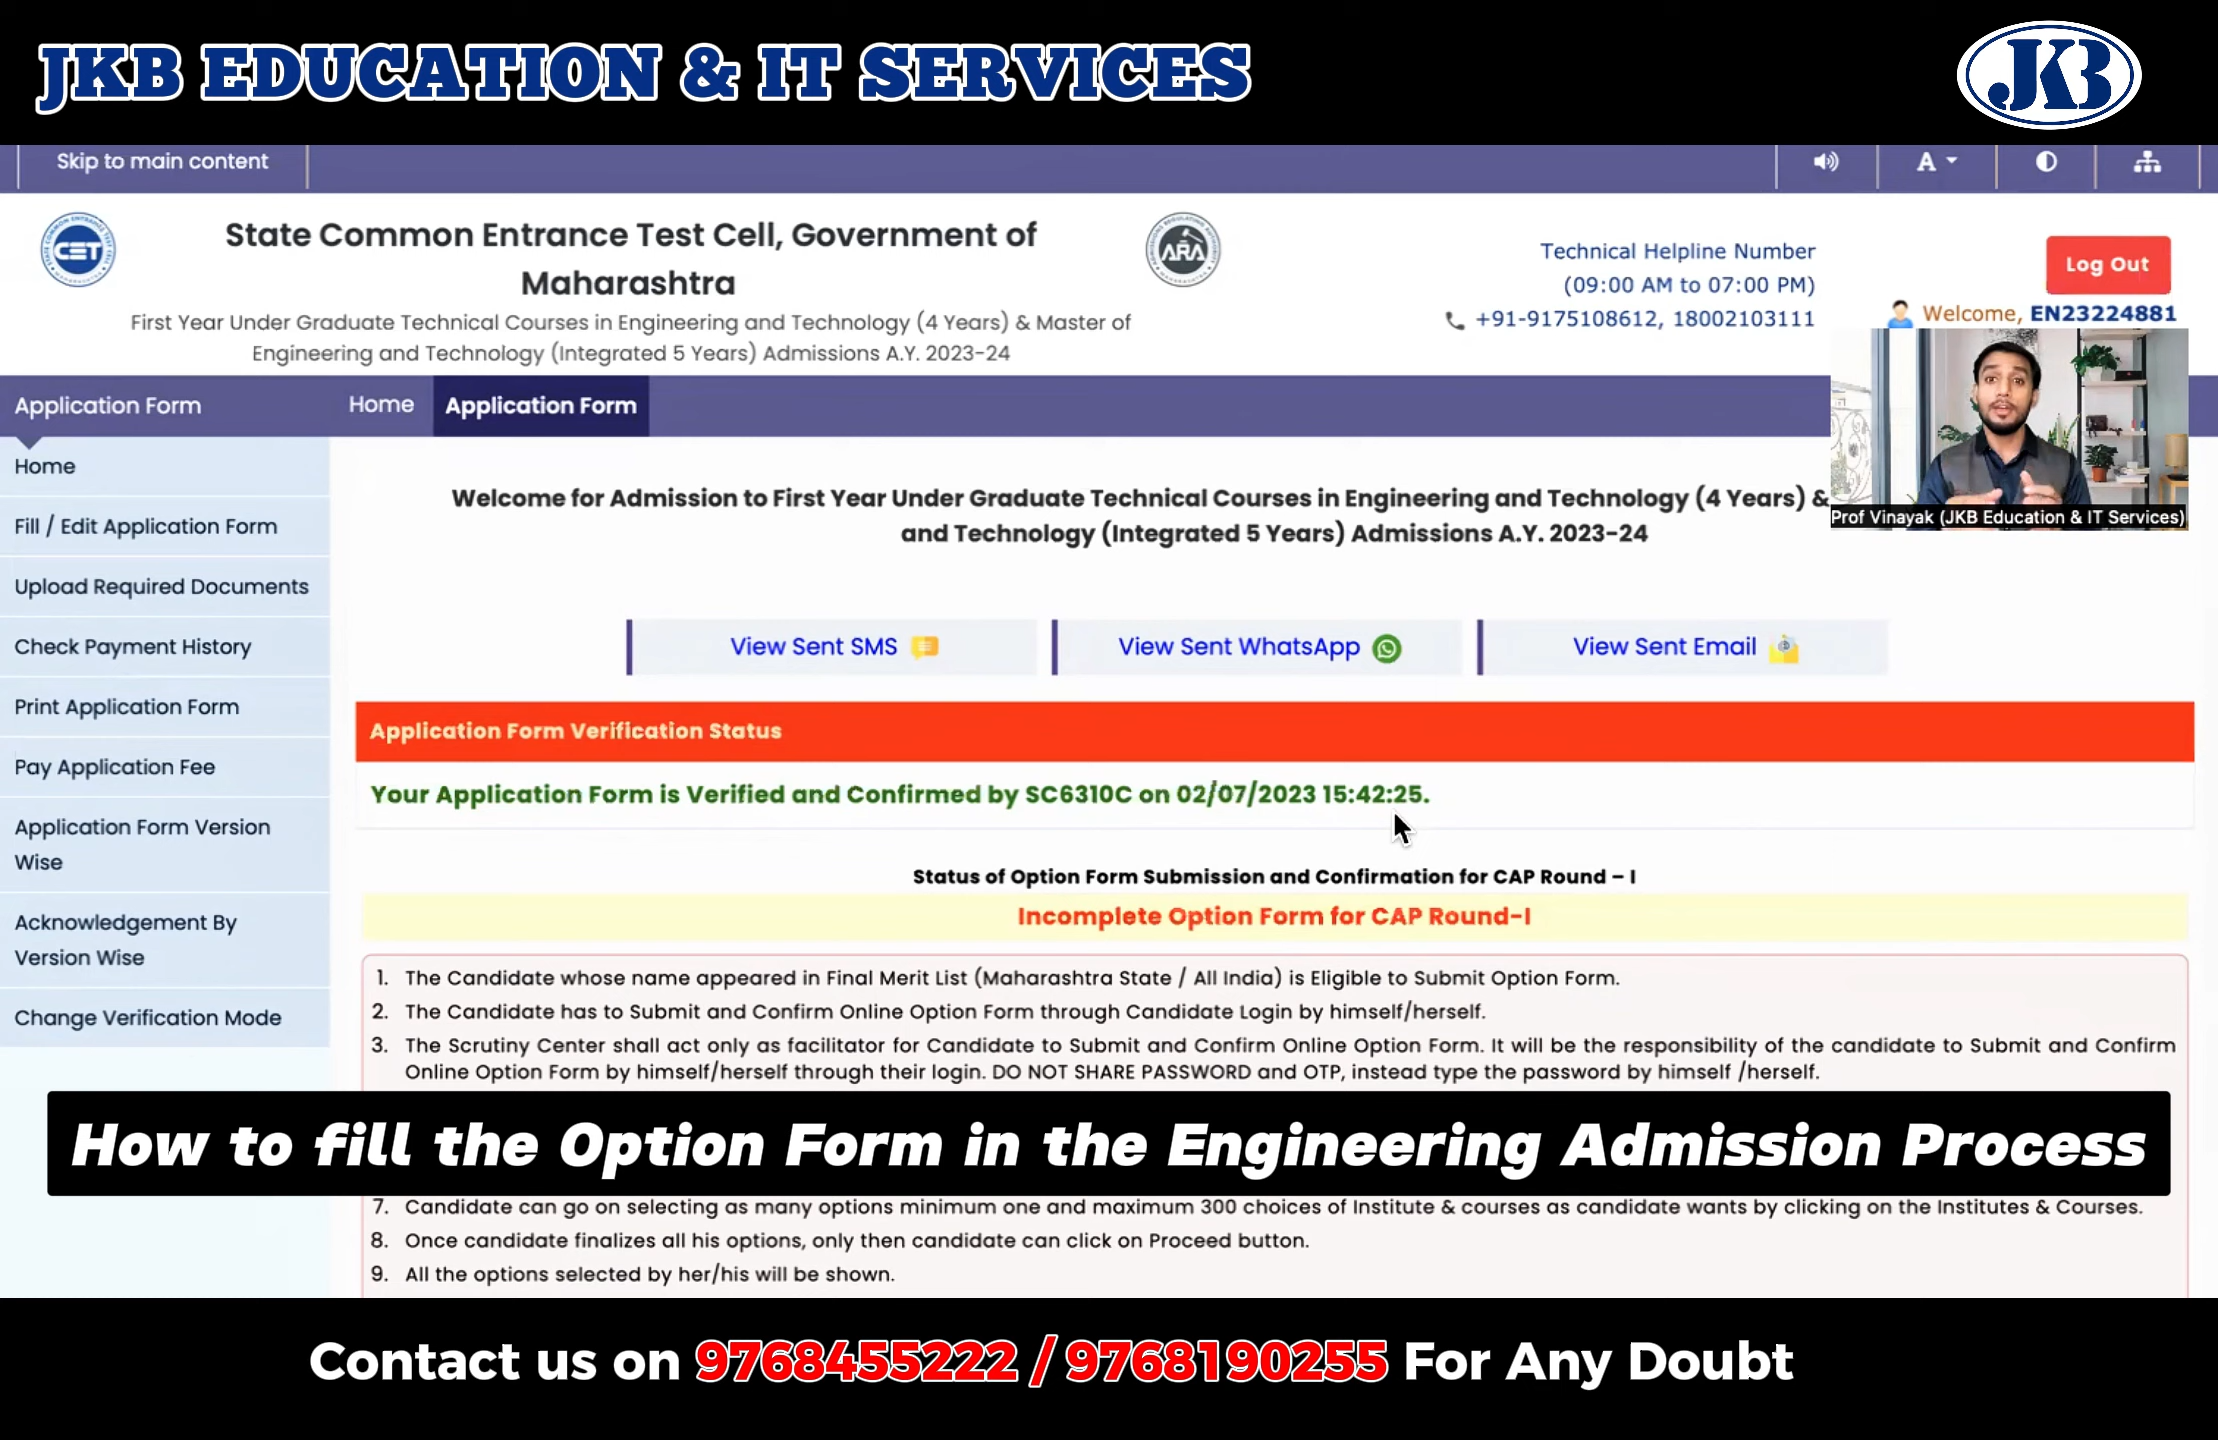 JKB EDUCATION & IT SERVICES
JKB
Skip to main content
A
CET
State Common Entrance Test Cell, Government of
Maharashtra
First Year Under Graduate Technical Courses in Engineering and Technology (4 Years) & Master of
Engineering and Technology (Integrated 5 Years) Admissions A.Y. 2023-24
ARA
Technical Helpline Number
(09:00 AM to 07:00 PM)
+91-9175108612, 18002103111
Log Out
Welcome, EN23224881
Application Form
Home
Application Form
Prof Vinayak (JKB Education & IT Services)
Home
Fill / Edit Application Form
Upload Required Documents
Check Payment History
Print Application Form
Pay Application Fee
Application Form Version
Wise
Acknowledgement By
Version Wise
Change Verification Mode
Welcome for Admission to First Year Under Graduate Technical Courses in Engineering and Technology (4 Years) &
and Technology (Integrated 5 Years) Admissions A.Y. 2023-24
View Sent SMS
View Sent WhatsApp
View Sent Email
Application Form Verification Status
Your Application Form is Verified and Confirmed by SC6310C on 02/07/2023 15:42:25.
Status of Option Form Submission and Confirmation for CAP Round - I
Incomplete Option Form for CAP Round-I
1. The Candidate whose name appeared in Final Merit List (Maharashtra State / All India) is Eligible to Submit Option Form.
2. The Candidate has to Submit and Confirm Online Option Form through Candidate Login by himself/herself.
3. The Scrutiny Center shall act only as facilitator for Candidate to Submit and Confirm Online Option Form. It will be the responsibility of the candidate to Submit and Confirm
Online Option Form by himself/herself through their login. DO NOT SHARE PASSWORD and OTP, instead type the password by himself /herself.
How to fill the Option Form in the Engineering Admission Process
7. Candidate can go on selecting as many options minimum one and maximum 300 choices of Institute & courses as candidate wants by clicking on the Institutes & Courses.
8. Once candidate finalizes all his options, only then candidate can click on Proceed button.
9. All the options selected by her/his will be shown.
Contact us on 9768455222 / 9768190255 For Any Doubt